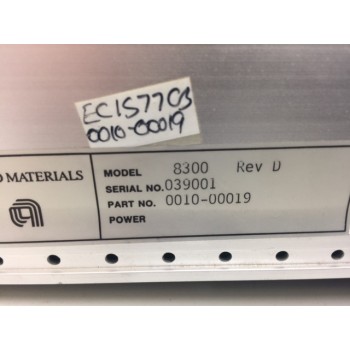 EC157703
0010-00019
D MATERIALS
MODEL 8300 Rev D
SERIAL NO. 039001
PART NO. 0010-00019
POWER